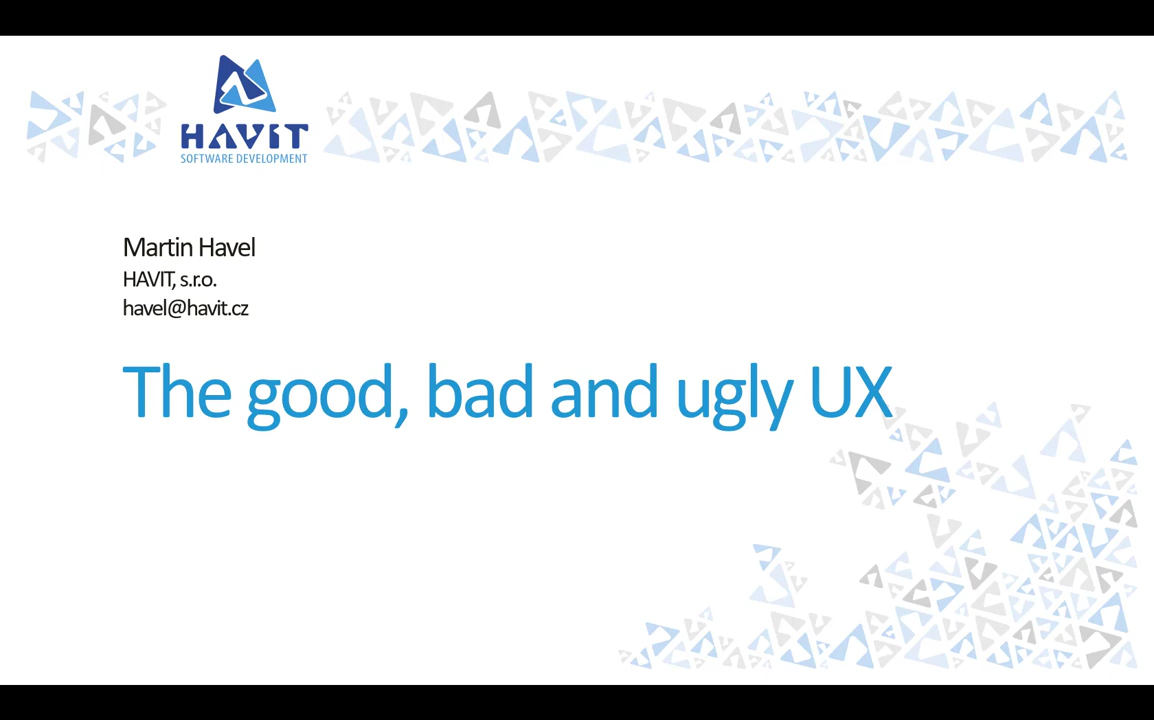 HAVIT
SOFTWARE DEVELOPMENT
Martin Havel
HAVIT, s.r.o.
havel@havit.cz
The good, bad and ugly UX